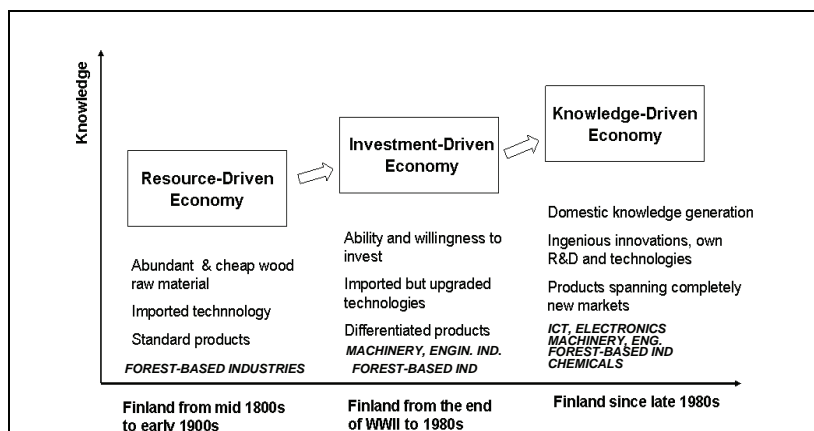 Knowledge
Resource-Driven
Economy
Abundant & cheap wood
raw material
Imported technnology
Standard products
FOREST-BASED INDUSTRIES
Finland from mid 1800s
to early 1900s
Investment-Driven
Economy
Ability and willingness to
invest
Imported but upgraded
technologies
Differentiated products
MACHINERY, ENGIN. IND.
FOREST-BASED IND
Finland from the end
of WWII to 1980s
Knowledge-Driven
Economy
Domestic knowledge generation
Ingenious innovations, own
R&D and technologies
Products spanning completely
new markets
ICT, ELECTRONICS
MACHINERY, ENG.
FOREST-BASED IND
CHEMICALS
Finland since late 1980s